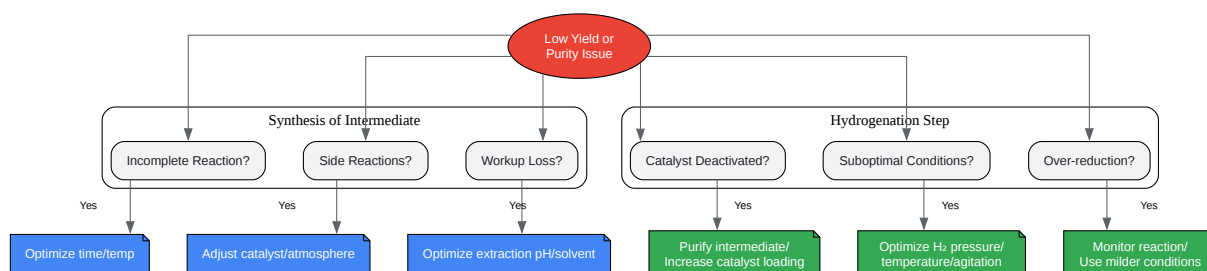 Low Yield or
Purity Issue
Synthesis of Intermediate
Hydrogenation Step
Incomplete Reaction?
Side Reactions?
Workup Loss?
Catalyst Deactivated?
Suboptimal Conditions?
Over-reduction?
Yes
Yes
Yes
Yes
Yes
Yes
Optimize time/temp
Adjust catalyst/atmosphere
Optimize extraction pH/solvent
Purify intermediate/
Increase catalyst loading
Optimize H₂ pressure/
temperature/agitation
Monitor reaction/
Use milder conditions